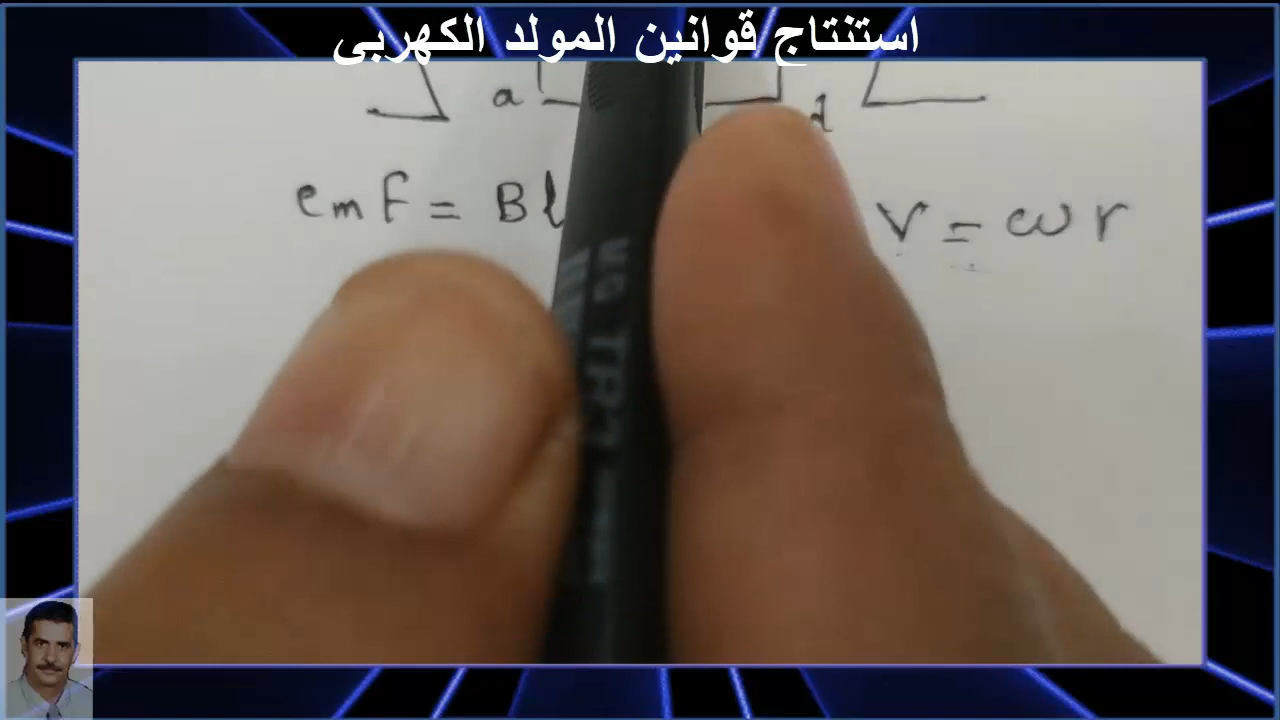 استنتاج قوانين المولد الكهربى
a d
emf = Bl
v = ωr